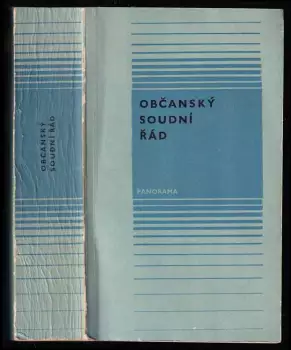 OBČANSKÝ
SOUDNÍ ŘÁD
OBČANSKÝ
SOUDNÍ
ŘÁD
PANORAMA